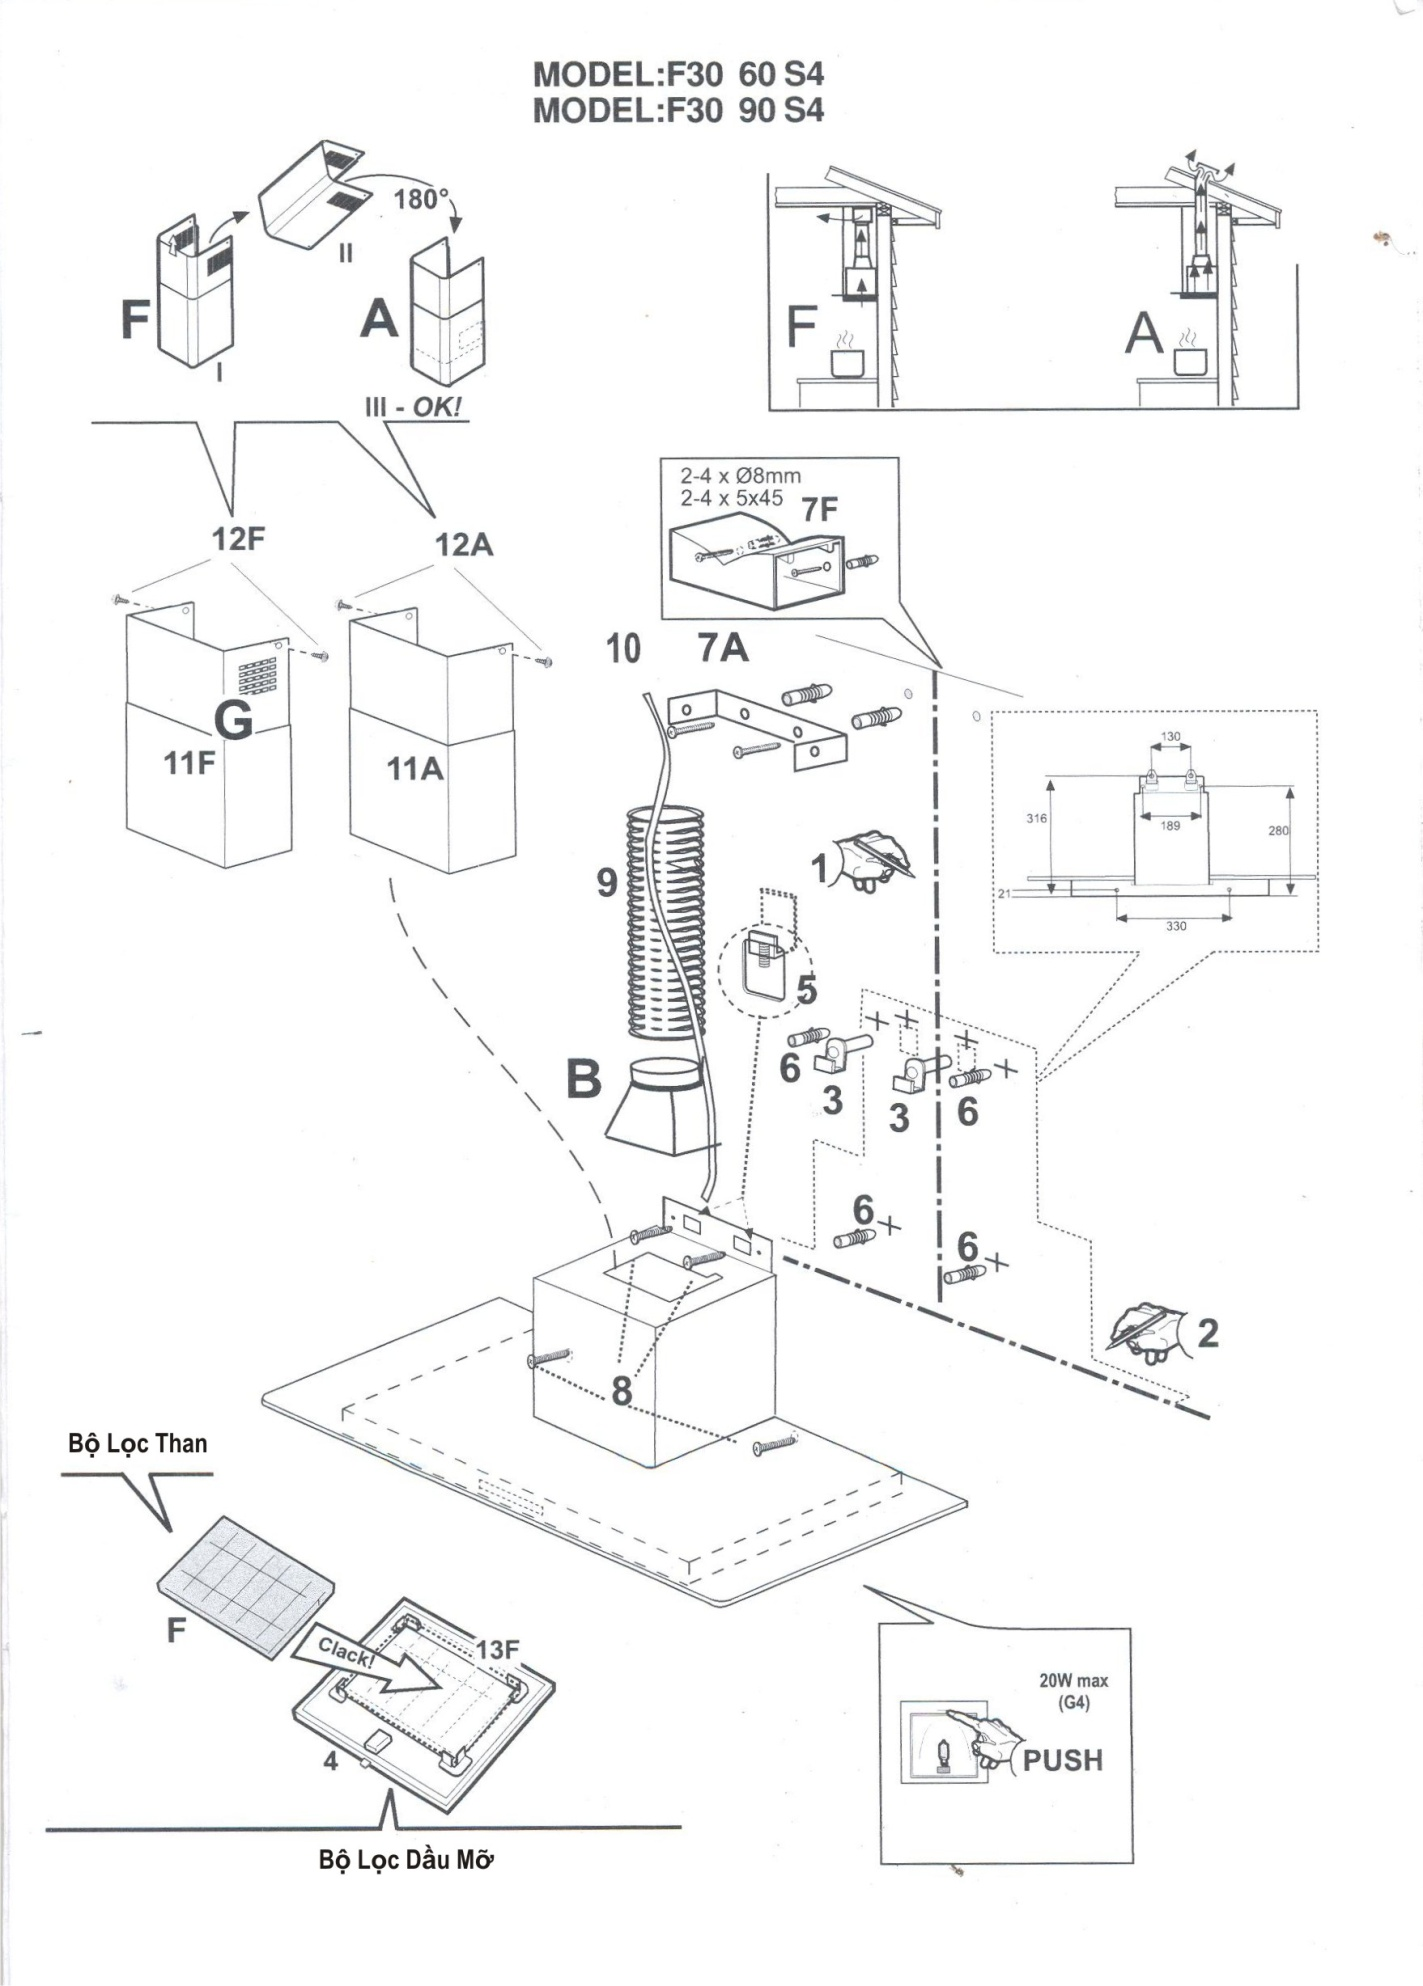 MODEL:F30 60 S4
MODEL:F30 90 S4
180°
II
F
A
I
III - OK!
F
A
12F
12A
2-4 x Ø8mm
2-4 x 5x45
7F
10
7A
G
11F
11A
130
316
189
280
21
330
9
1
5
B
6
3
3
6
6
6
2
8
Bộ Lọc Than
F
Clack!
13F
4
20W max
(G4)
PUSH
Bộ Lọc Dầu Mỡ